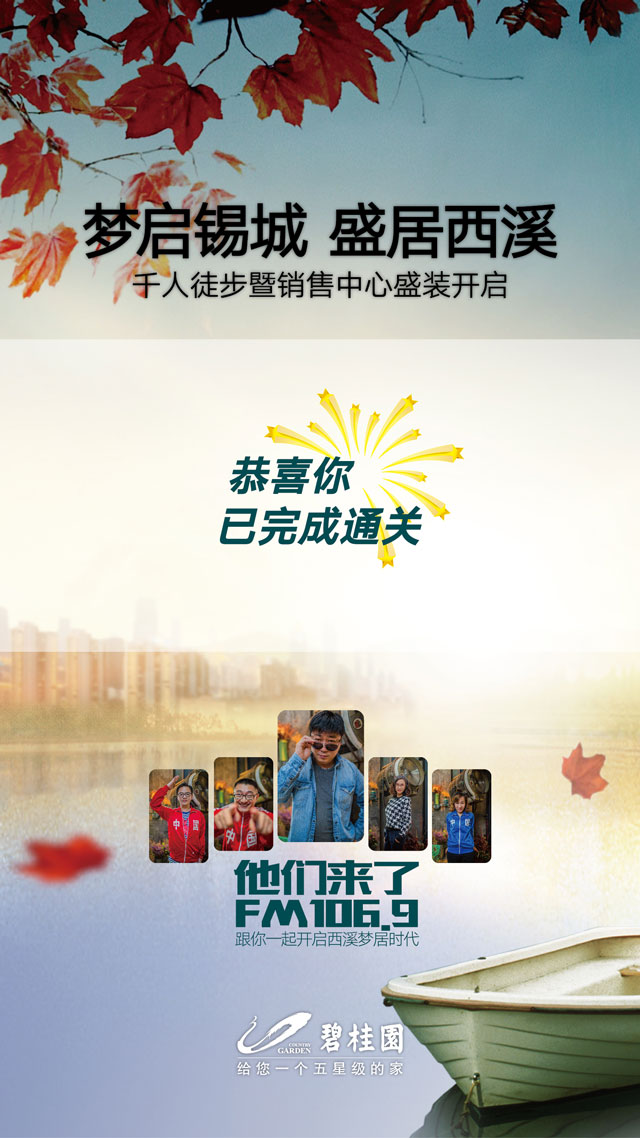 梦启锡城 盛居西溪
千人徒步暨销售中心盛装开启
恭喜你
已完成通关
中国
中国
中国
他们来了
FM106.9
跟你一起开启西溪梦居时代
COUNTRY GARDEN 碧桂園
给您一个五星级的家